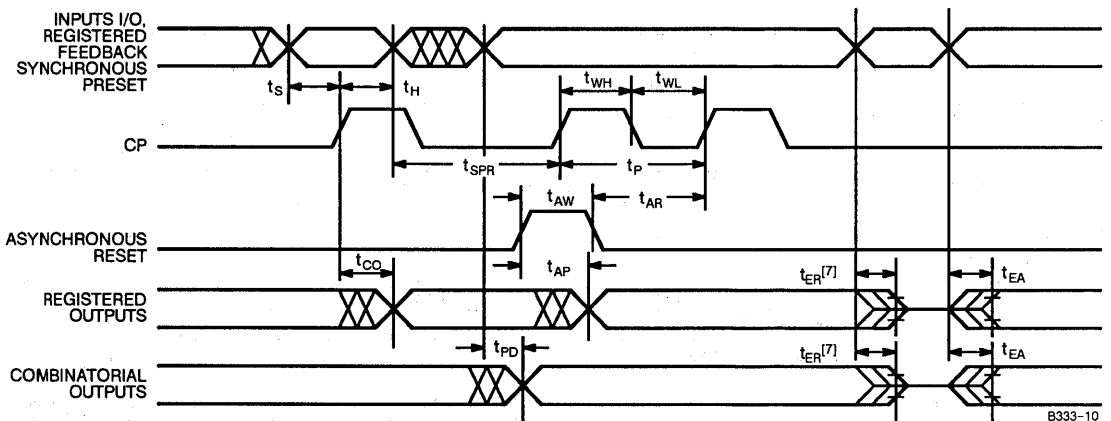 INPUTS I/O,
REGISTERED
FEEDBACK
SYNCHRONOUS
PRESET
tS
tH
tWH
tWL
CP
tSPR
tP
tAW
tAR
ASYNCHRONOUS
RESET
tCO
tAP
tER[7]
tEA
REGISTERED
OUTPUTS
tPD
tER[7]
tEA
COMBINATORIAL
OUTPUTS
B333-10